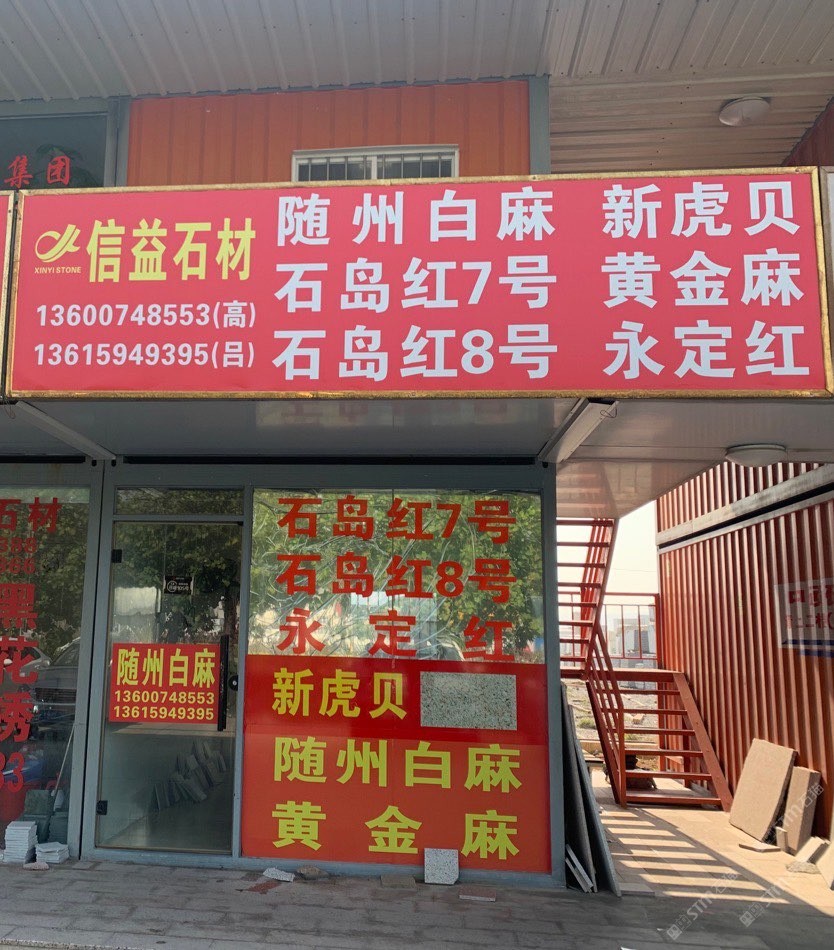 集团
信益石材
XINYI STONE
13600748553(高)
13615949395(吕)
随州白麻 新虎贝
石岛红7号 黄金麻
石岛红8号 永定红
石材
黑
花
绣
石岛红7号
石岛红8号
永定红
新虎贝
随州白麻
黄金麻
随州白麻
13600748553
13615949395